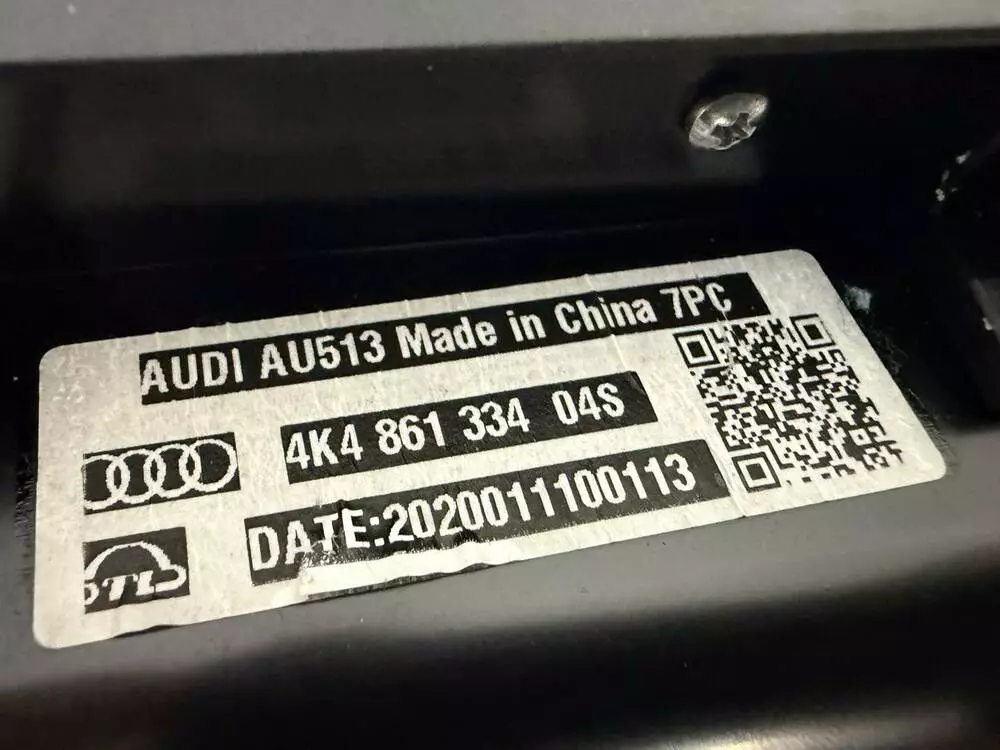 AUDI AU513 Made in China 7PC
4K4 861 334 04S
DATE:2020011100113